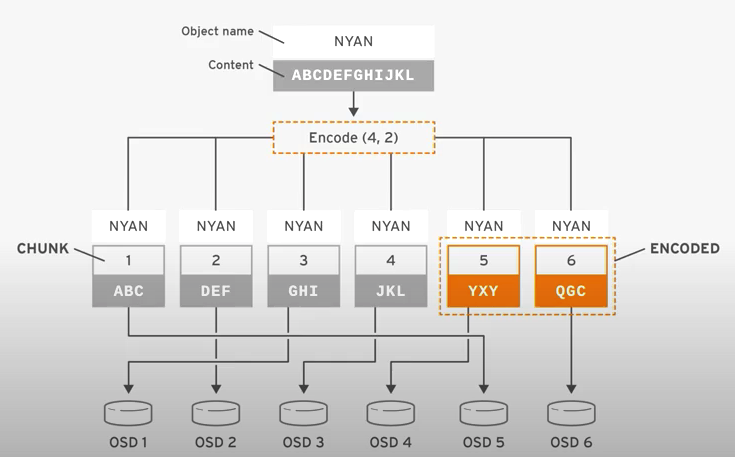 Object name
NYAN
Content
ABCDEFGHIJKL
Encode (4, 2)
NYAN NYAN NYAN NYAN NYAN NYAN
CHUNK 1 2 3 4 5 6 ENCODED
ABC DEF GHI JKL YXY QGC
OSD 1 OSD 2 OSD 3 OSD 4 OSD 5 OSD 6